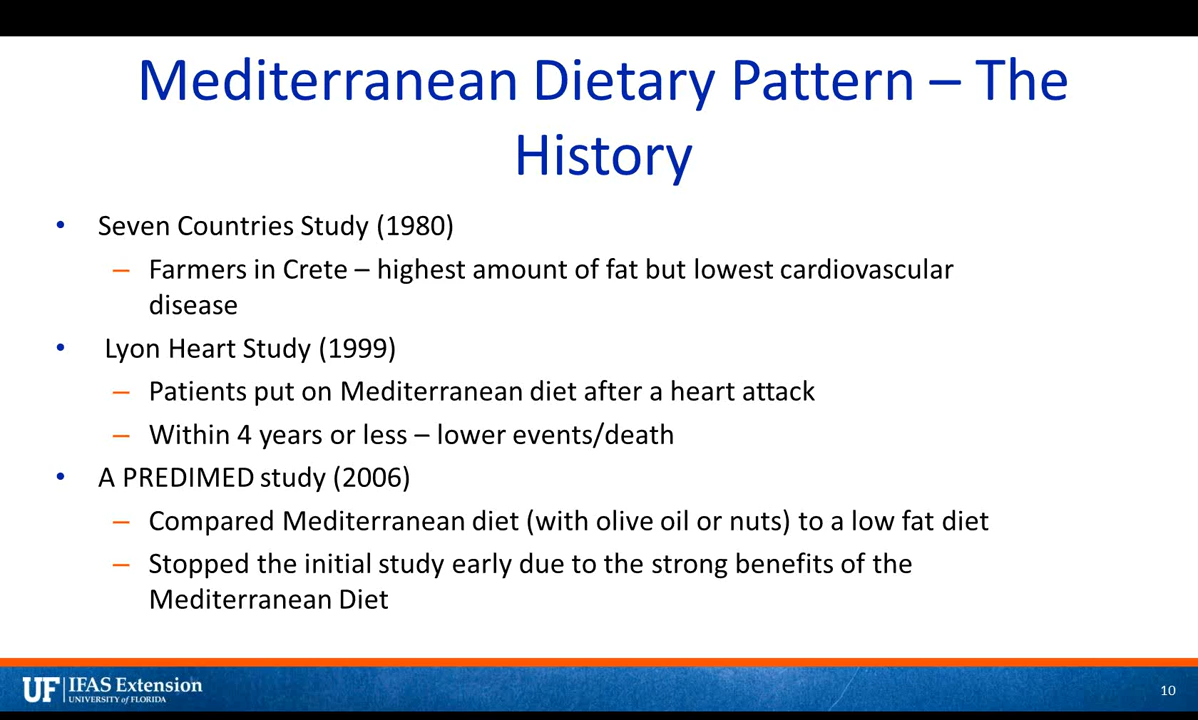 Mediterranean Dietary Pattern – The
History
• Seven Countries Study (1980)
– Farmers in Crete – highest amount of fat but lowest cardiovascular
disease
• Lyon Heart Study (1999)
– Patients put on Mediterranean diet after a heart attack
– Within 4 years or less – lower events/death
• A PREDIMED study (2006)
– Compared Mediterranean diet (with olive oil or nuts) to a low fat diet
– Stopped the initial study early due to the strong benefits of the
Mediterranean Diet
UF IFAS Extension
UNIVERSITY of FLORIDA
10